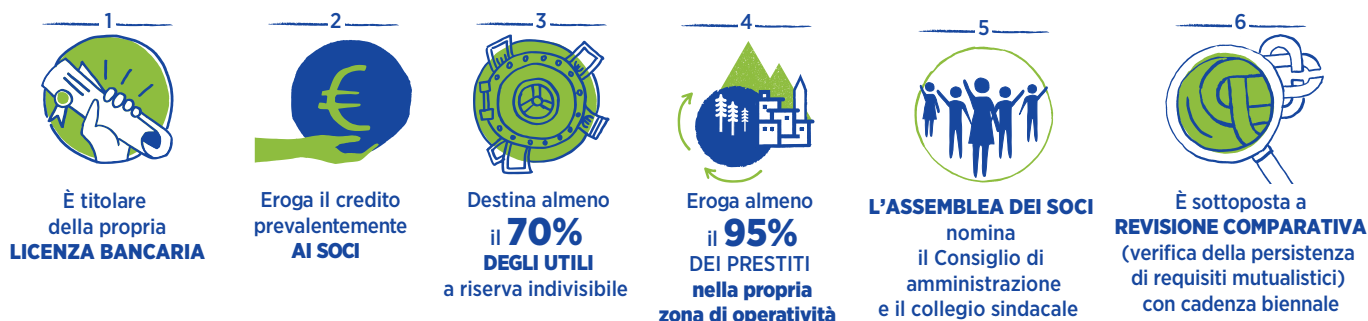 1
È titolare
della propria
LICENZA BANCARIA
2
Eroga il credito
prevalentemente
AI SOCI
3
Destina almeno
il 70%
DEGLI UTILI
a riserva indivisibile
4
Eroga almeno
il 95%
DEI PRESTITI
nella propria
zona di operatività
5
L'ASSEMBLEA DEI SOCI
nomina
il Consiglio di
amministrazione
e il collegio sindacale
6
È sottoposta a
REVISIONE COMPARATIVA
(verifica della persistenza
di requisiti mutualistici)
con cadenza biennale